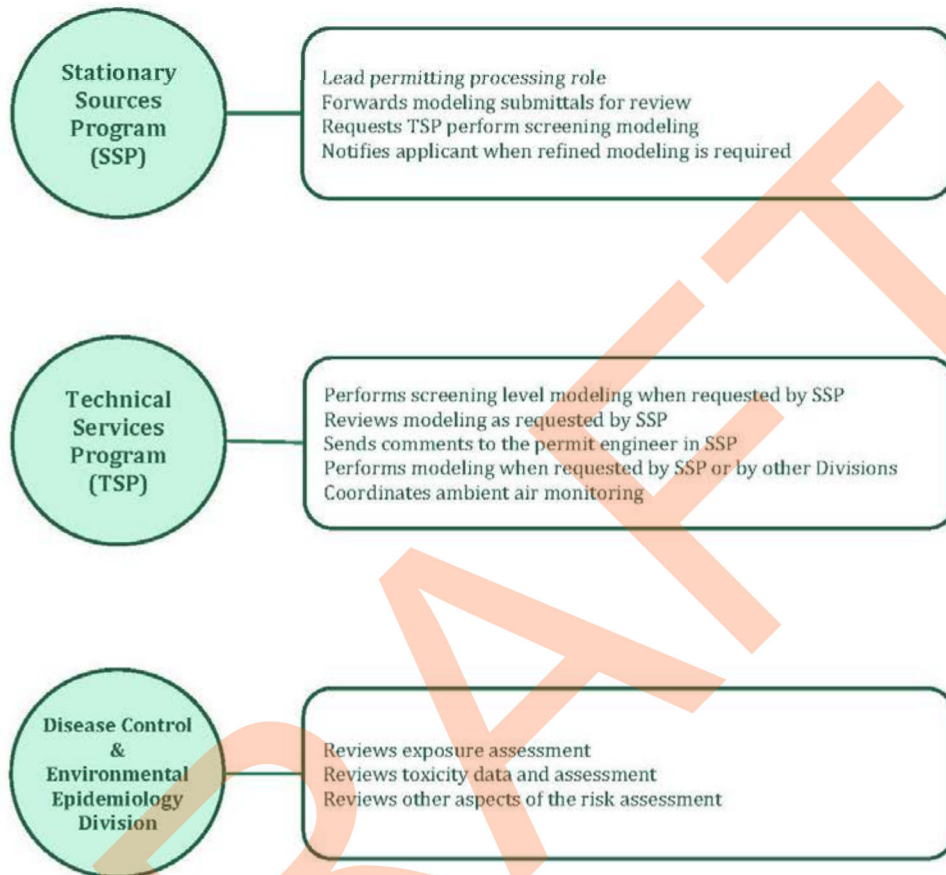 Stationary
Sources
Program
(SSP)
Lead permitting processing role
Forwards modeling submittals for review
Requests TSP perform screening modeling
Notifies applicant when refined modeling is required
Technical
Services
Program
(TSP)
Performs screening level modeling when requested by SSP
Reviews modeling as requested by SSP
Sends comments to the permit engineer in SSP
Performs modeling when requested by SSP or by other Divisions
Coordinates ambient air monitoring
Disease Control
&
Environmental
Epidemiology
Division
Reviews exposure assessment
Reviews toxicity data and assessment
Reviews other aspects of the risk assessment
DRAFT